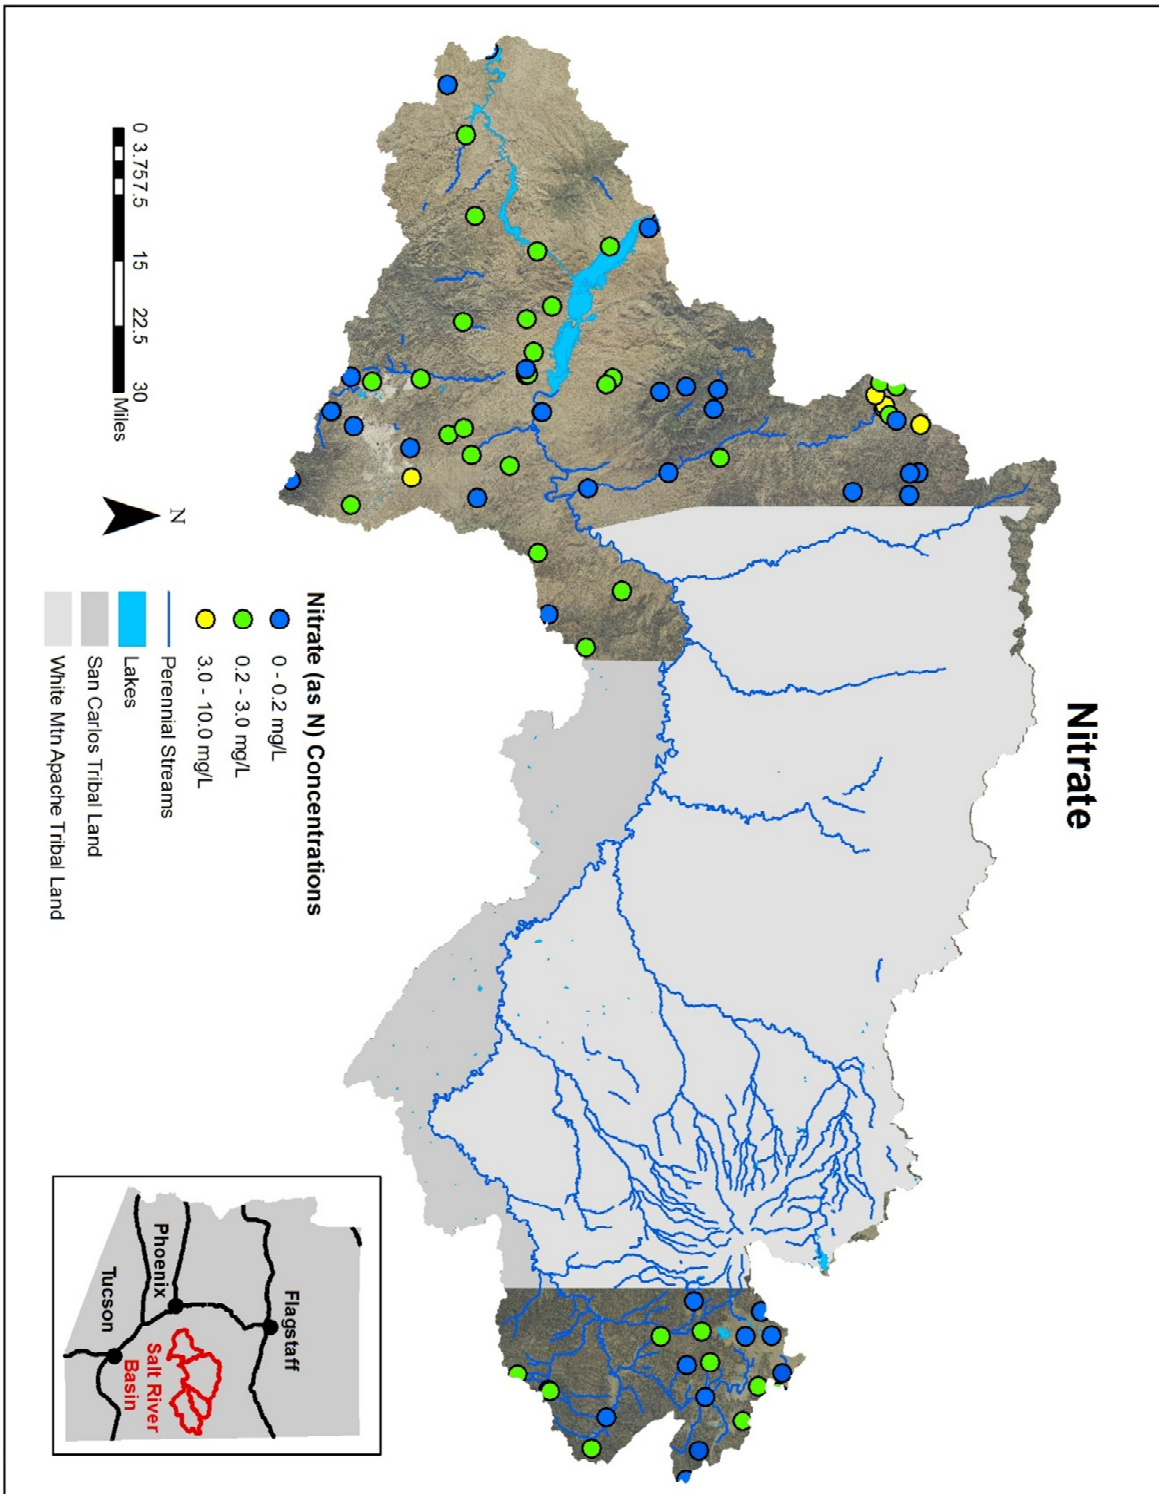 Nitrate
0 3.75 7.5 15 22.5 30
Miles
N
Nitrate (as N) Concentrations
0 - 0.2 mg/L
0.2 - 3.0 mg/L
3.0 - 10.0 mg/L
Perennial Streams
Lakes
San Carlos Tribal Land
White Mtn Apache Tribal Land
Flagstaff
Phoenix
Salt River
Basin
Tucson